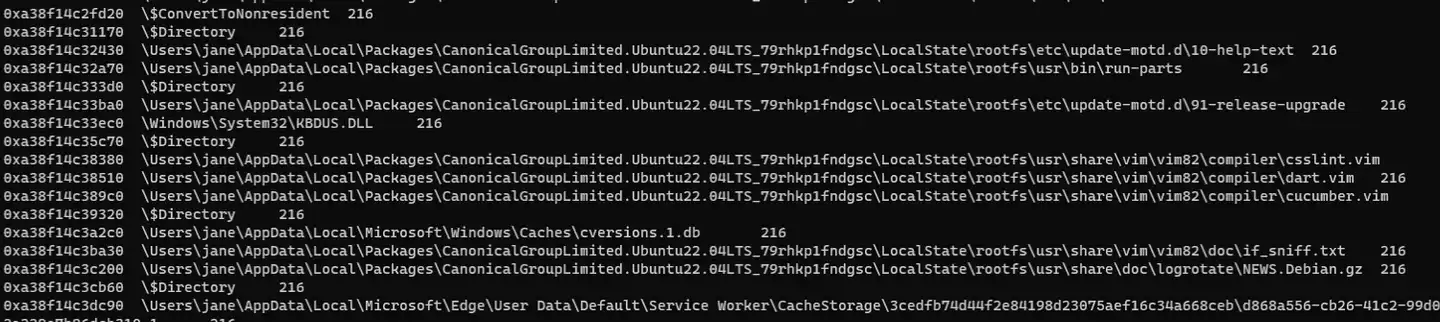 0xa38f14c2fd20 \$ConvertToNonresident 216
0xa38f14c31170 \$Directory 216
0xa38f14c32430 \Users\jane\AppData\Local\Packages\CanonicalGroupLimited.Ubuntu22.04LTS_79rhkp1fndgsc\LocalState\rootfs\etc\update-motd.d\10-help-text 216
0xa38f14c32a70 \Users\jane\AppData\Local\Packages\CanonicalGroupLimited.Ubuntu22.04LTS_79rhkp1fndgsc\LocalState\rootfs\usr\bin\run-parts 216
0xa38f14c333d0 \$Directory 216
0xa38f14c33ba0 \Users\jane\AppData\Local\Packages\CanonicalGroupLimited.Ubuntu22.04LTS_79rhkp1fndgsc\LocalState\rootfs\etc\update-motd.d\91-release-upgrade 216
0xa38f14c33ec0 \Windows\System32\KBDUS.DLL 216
0xa38f14c35c70 \$Directory 216
0xa38f14c38380 \Users\jane\AppData\Local\Packages\CanonicalGroupLimited.Ubuntu22.04LTS_79rhkp1fndgsc\LocalState\rootfs\usr\share\vim\vim82\compiler\csslint.vim
0xa38f14c38510 \Users\jane\AppData\Local\Packages\CanonicalGroupLimited.Ubuntu22.04LTS_79rhkp1fndgsc\LocalState\rootfs\usr\share\vim\vim82\compiler\dart.vim 216
0xa38f14c389c0 \Users\jane\AppData\Local\Packages\CanonicalGroupLimited.Ubuntu22.04LTS_79rhkp1fndgsc\LocalState\rootfs\usr\share\vim\vim82\compiler\cucumber.vim
0xa38f14c39320 \$Directory 216
0xa38f14c3a2c0 \Users\jane\AppData\Local\Microsoft\Windows\Caches\cversions.1.db 216
0xa38f14c3ba30 \Users\jane\AppData\Local\Packages\CanonicalGroupLimited.Ubuntu22.04LTS_79rhkp1fndgsc\LocalState\rootfs\usr\share\vim\vim82\doc\if_sniff.txt 216
0xa38f14c3c200 \Users\jane\AppData\Local\Packages\CanonicalGroupLimited.Ubuntu22.04LTS_79rhkp1fndgsc\LocalState\rootfs\usr\share\doc\logrotate\NEWS.Debian.gz 216
0xa38f14c3cb60 \$Directory 216
0xa38f14c3dc90 \Users\jane\AppData\Local\Microsoft\Edge\User Data\Default\Service Worker\CacheStorage\3cedfb74d44f2e84198d23075aef16c34a668ceb\d868a556-cb26-41c2-99d0